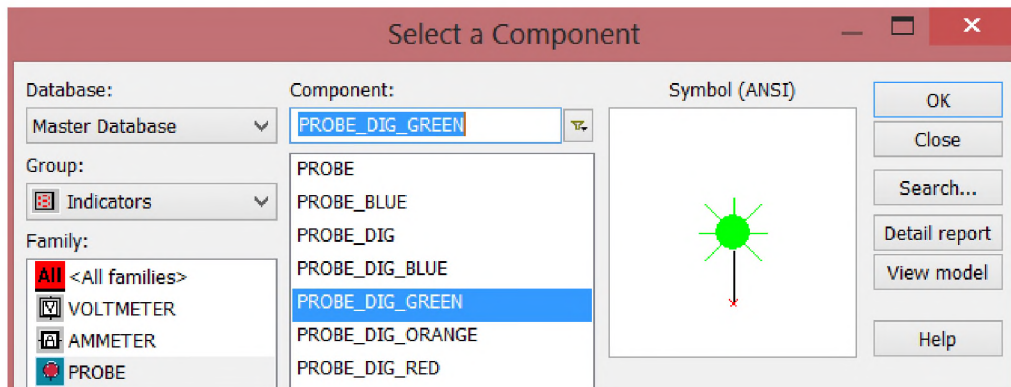 Select a Component
Database:
Master Database
Group:
Indicators
Family:
All <All families>
V VOLTMETER
A AMMETER
PROBE
Component:
PROBE_DIG_GREEN
PROBE
PROBE_BLUE
PROBE_DIG
PROBE_DIG_BLUE
PROBE_DIG_GREEN
PROBE_DIG_ORANGE
PROBE_DIG_RED
Symbol (ANSI)
OK
Close
Search...
Detail report
View model
Help